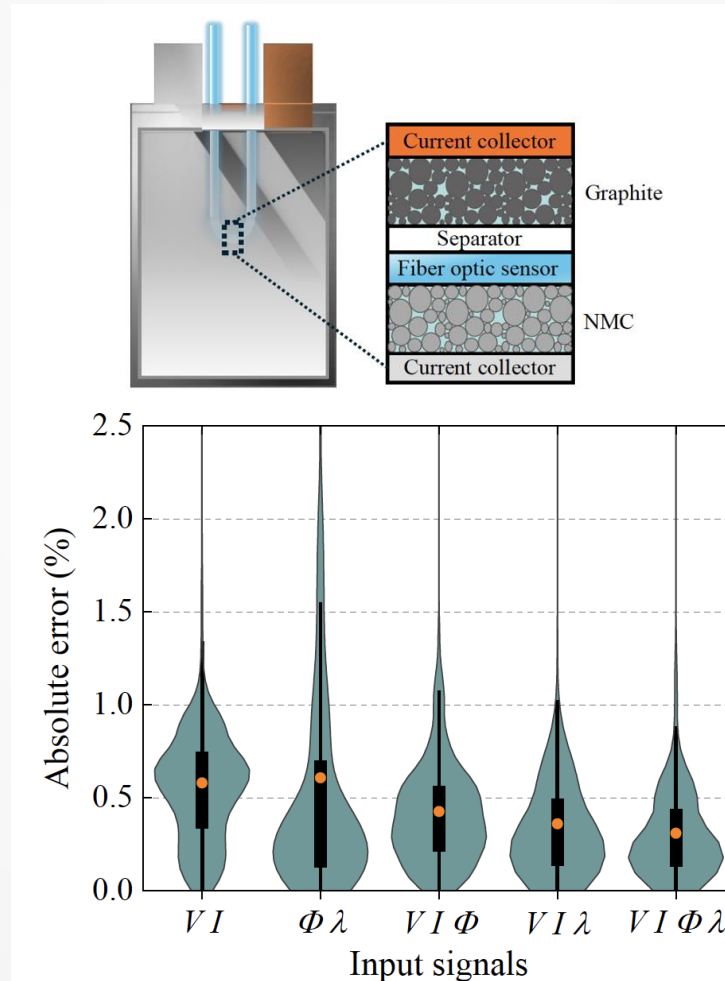 Current collector
Graphite
Separator
Fiber optic sensor
NMC
Current collector
2.5
2.0
1.5
1.0
0.5
0.0
Absolute error (%)
V I
Φ λ
V I Φ
V I λ
V I Φ λ
Input signals